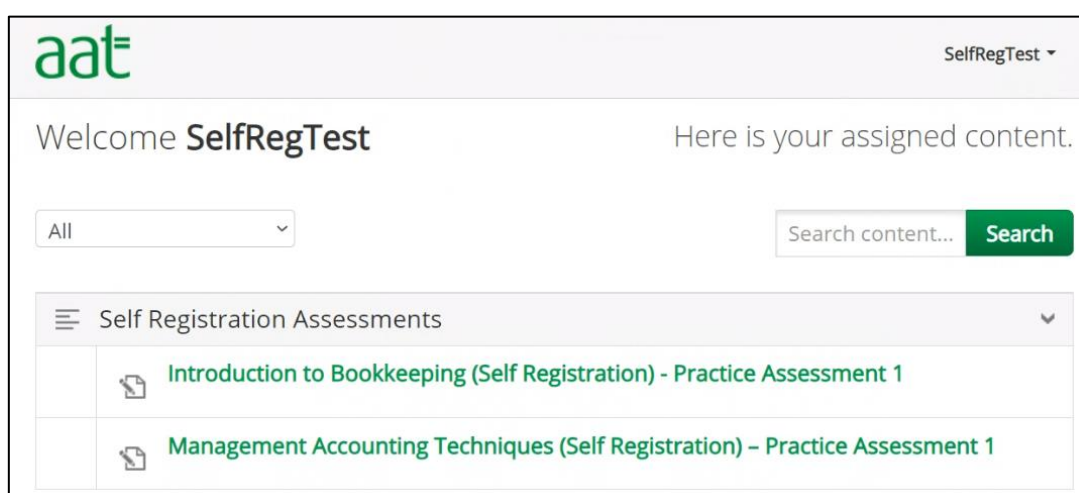 aat
SelfRegTest
Welcome SelfRegTest
Here is your assigned content.
All
Search content...
Search
Self Registration Assessments
Introduction to Bookkeeping (Self Registration) - Practice Assessment 1
Management Accounting Techniques (Self Registration) – Practice Assessment 1